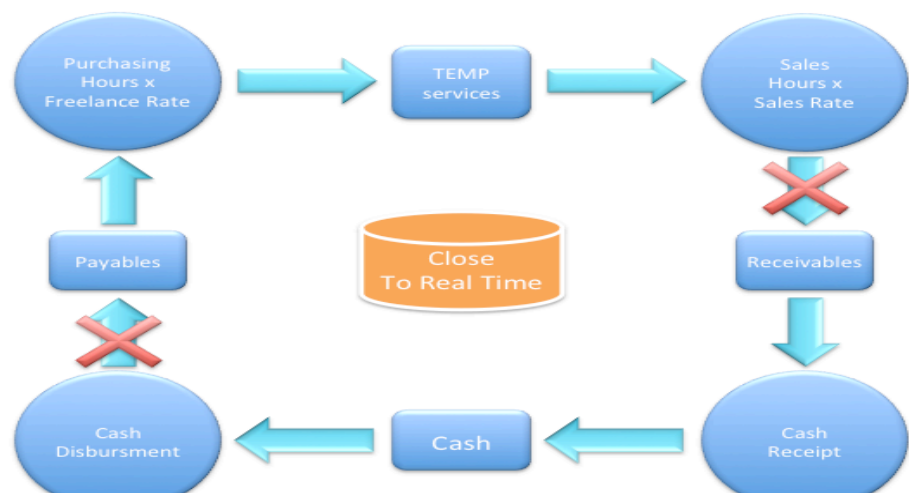 Purchasing
Hours x
Freelance Rate
TEMP
services
Sales
Hours x
Sales Rate
Payables
Close
To Real Time
Receivables
Cash
Disbursment
Cash
Cash
Receipt